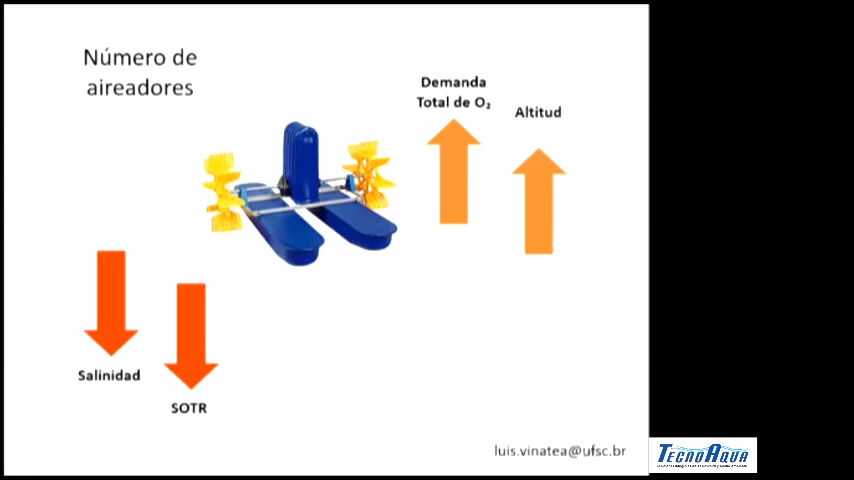 Número de
aireadores
Demanda
Total de O₂
Altitud
Salinidad
SOTR
luis.vinatea@ufsc.br
TECNOAQUA